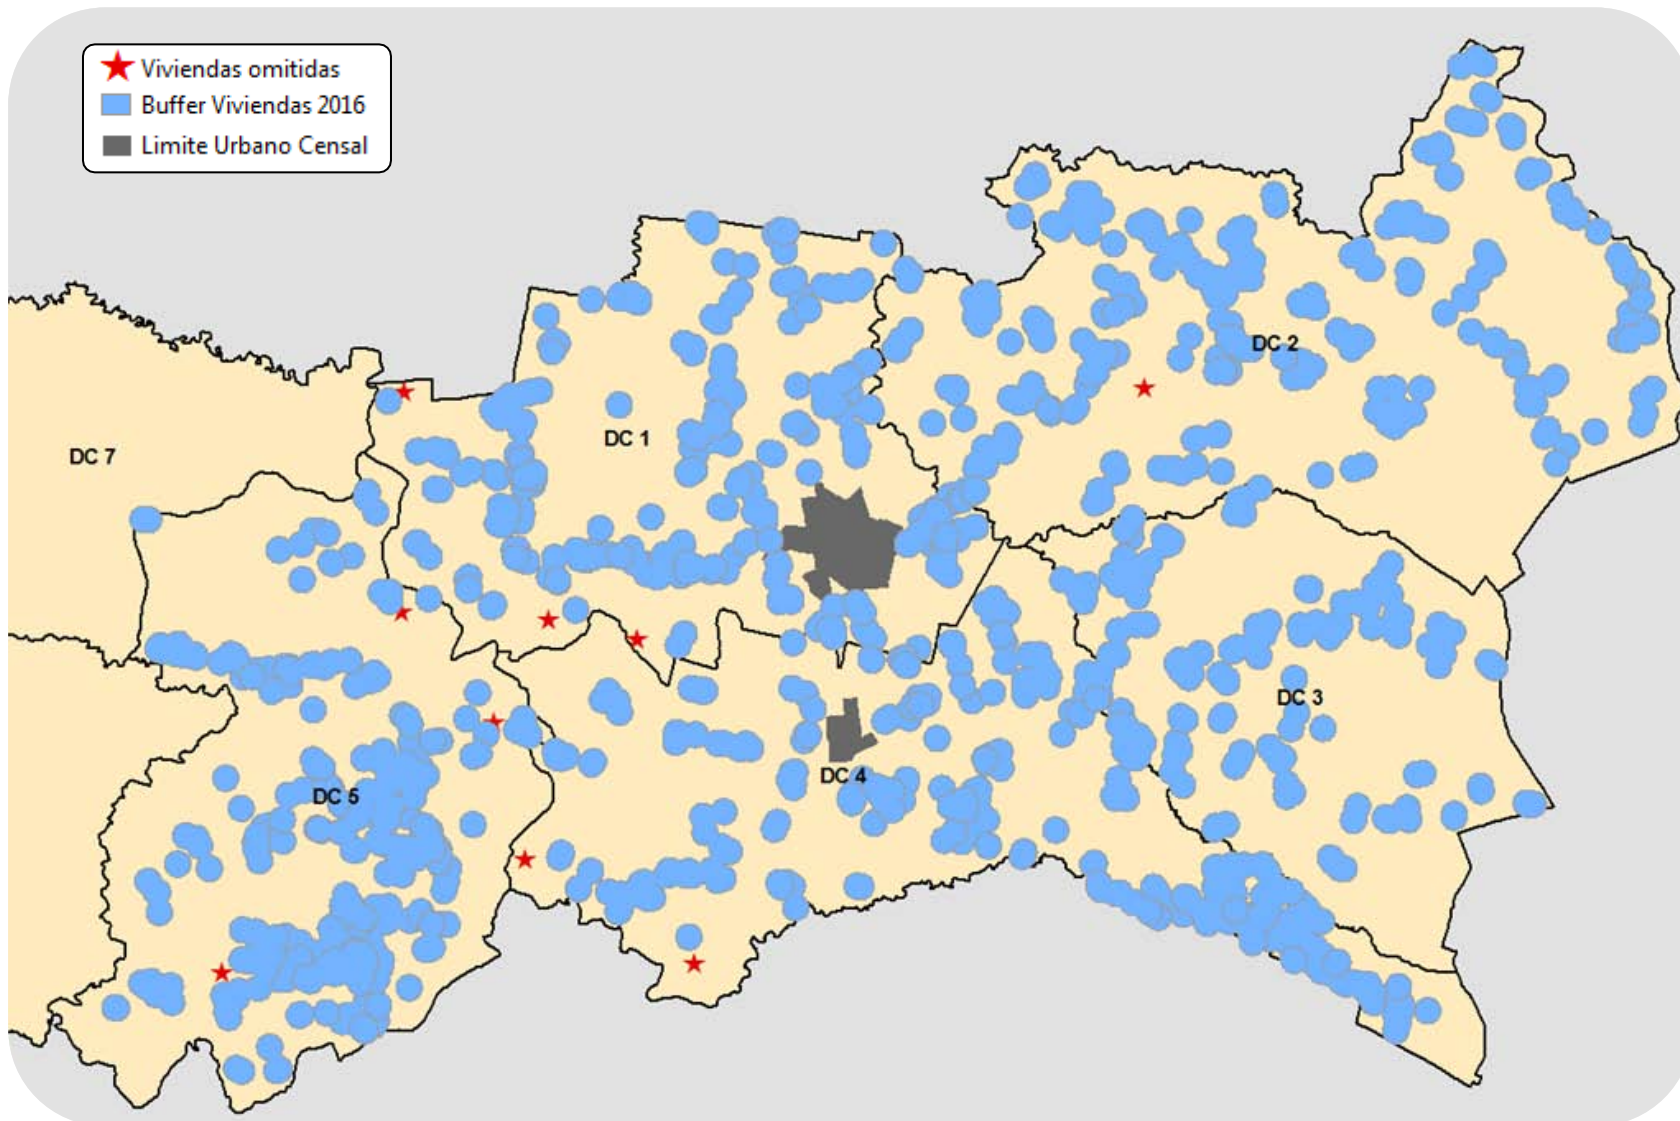 Viviendas omitidas
Buffer Viviendas 2016
Limite Urbano Censal
DC 2
DC 1
DC 7
DC 3
DC 4
DC 5